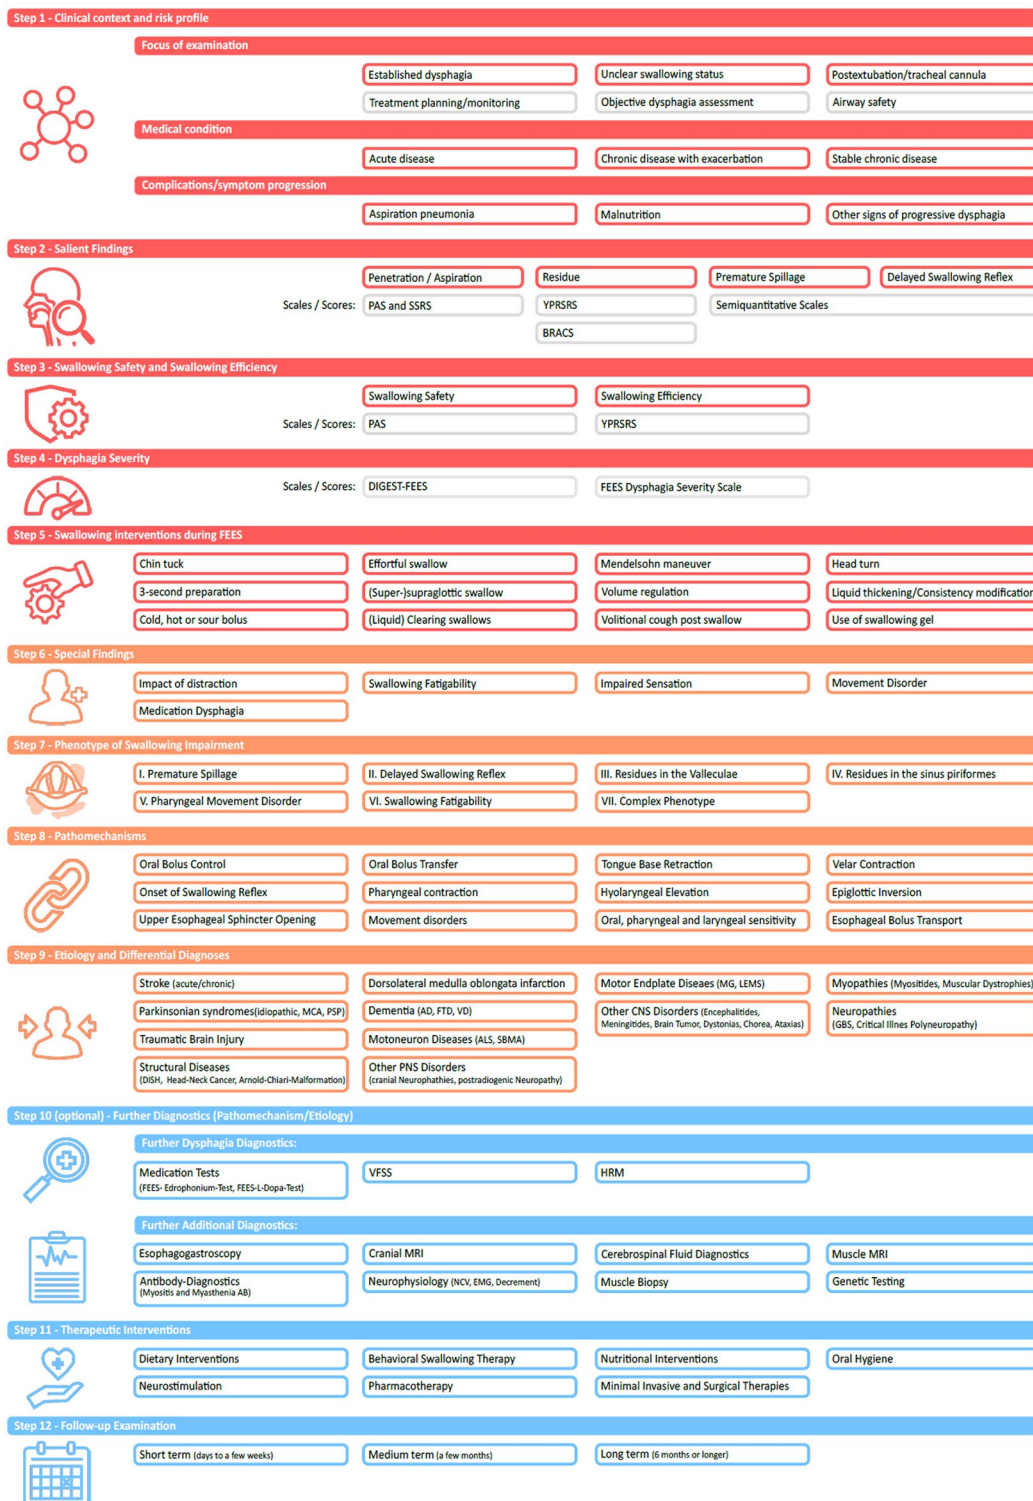 Step 1 - Clinical context and risk profile
Focus of examination
Established dysphagia
Unclear swallowing status
Postextubation/tracheal cannula
Treatment planning/monitoring
Objective dysphagia assessment
Airway safety
Medical condition
Acute disease
Chronic disease with exacerbation
Stable chronic disease
Complications/symptom progression
Aspiration pneumonia
Malnutrition
Other signs of progressive dysphagia
Step 2 - Salient Findings
Penetration / Aspiration
Residue
Premature Spillage
Delayed Swallowing Reflex
Scales / Scores:
PAS and SSRS
YPRSRS
Semiquantitative Scales
BRACS
Step 3 - Swallowing Safety and Swallowing Efficiency
Swallowing Safety
Swallowing Efficiency
Scales / Scores:
PAS
YPRSRS
Step 4 - Dysphagia Severity
Scales / Scores:
DIGEST-FEES
FEES Dysphagia Severity Scale
Step 5 - Swallowing interventions during FEES
Chin tuck
Effortful swallow
Mendelsohn maneuver
Head turn
3-second preparation
(Super-)supraglottic swallow
Volume regulation
Liquid thickening/Consistency modification
Cold, hot or sour bolus
(Liquid) Clearing swallows
Volitional cough post swallow
Use of swallowing gel
Step 6 - Special Findings
Impact of distraction
Swallowing Fatigability
Impaired Sensation
Movement Disorder
Medication Dysphagia
Step 7 - Phenotype of Swallowing Impairment
I. Premature Spillage
II. Delayed Swallowing Reflex
III. Residues in the Valleculae
IV. Residues in the sinus piriformes
V. Pharyngeal Movement Disorder
VI. Swallowing Fatigability
VII. Complex Phenotype
Step 8 - Pathomechanisms
Oral Bolus Control
Oral Bolus Transfer
Tongue Base Retraction
Velar Contraction
Onset of Swallowing Reflex
Pharyngeal contraction
Hyolaryngeal Elevation
Epiglottic Inversion
Upper Esophageal Sphincter Opening
Movement disorders
Oral, pharyngeal and laryngeal sensitivity
Esophageal Bolus Transport
Step 9 - Etiology and Differential Diagnoses
Stroke (acute/chronic)
Dorsolateral medulla oblongata infarction
Motor Endplate Diseaes (MG, LEMS)
Myopathies (Myositides, Muscular Dystrophies)
Parkinsonian syndromes(idiopathic, MCA, PSP)
Dementia (AD, FTD, VD)
Other CNS Disorders (Encephalitides,
Meningitides, Brain Tumor, Dystonias, Chorea, Ataxias)
Neuropathies
(GBS, Critical Illnes Polyneuropathy)
Traumatic Brain Injury
Motoneuron Diseases (ALS, SBMA)
Structural Diseases
(DISH, Head-Neck Cancer, Arnold-Chiari-Malformation)
Other PNS Disorders
(cranial Neurophathies, postradiogenic Neuropathy)
Step 10 (optional) - Further Diagnostics (Pathomechanism/Etiology)
Further Dysphagia Diagnostics:
Medication Tests
(FEES- Edrophonium-Test, FEES-L-Dopa-Test)
VFSS
HRM
Further Additional Diagnostics:
Esophagogastroscopy
Cranial MRI
Cerebrospinal Fluid Diagnostics
Muscle MRI
Antibody-Diagnostics
(Myositis and Myasthenia AB)
Neurophysiology (NCV, EMG, Decrement)
Muscle Biopsy
Genetic Testing
Step 11 - Therapeutic Interventions
Dietary Interventions
Behavioral Swallowing Therapy
Nutritional Interventions
Oral Hygiene
Neurostimulation
Pharmacotherapy
Minimal Invasive and Surgical Therapies
Step 12 - Follow-up Examination
Short term (days to a few weeks)
Medium term (a few months)
Long term (6 months or longer)